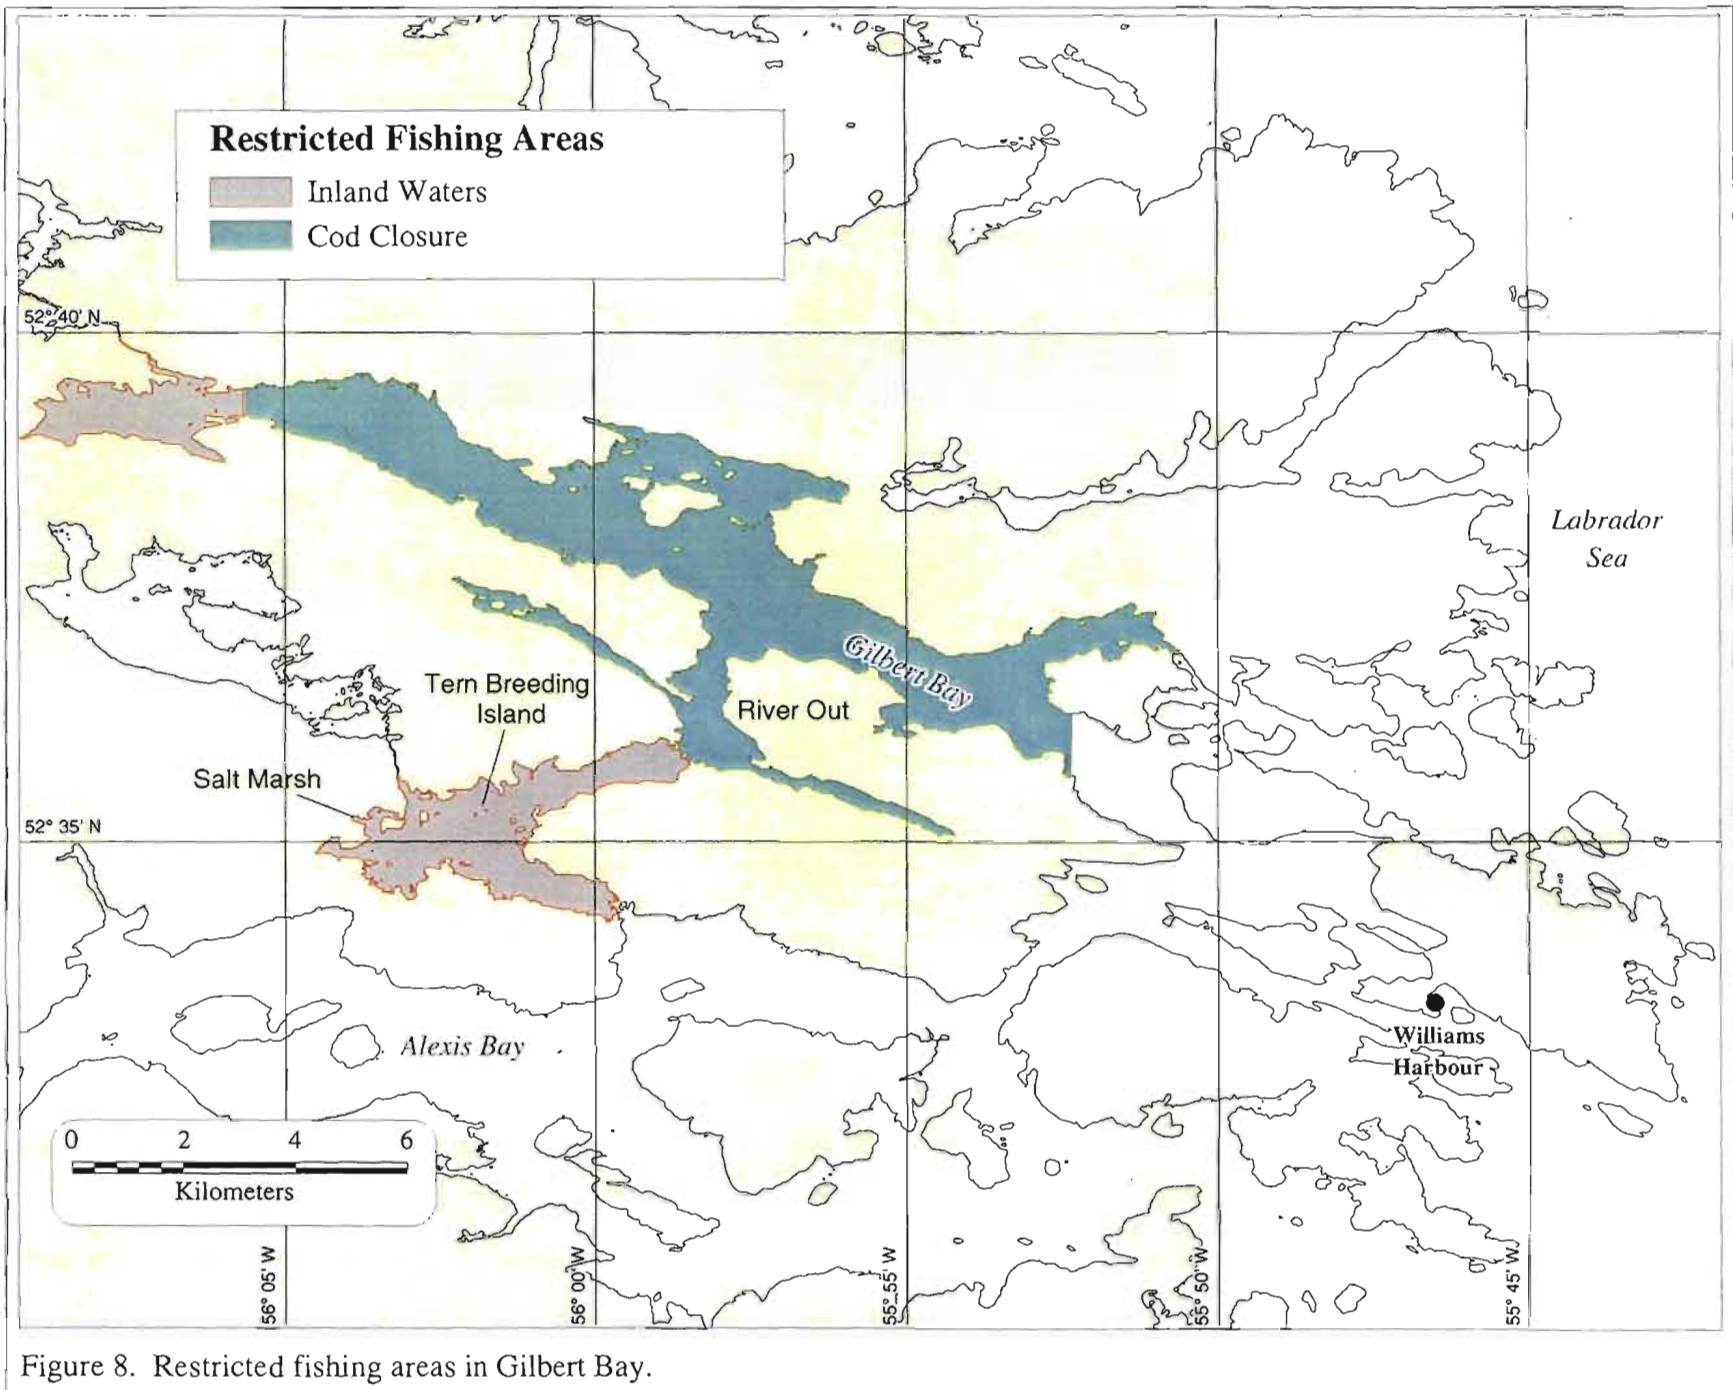 Restricted Fishing Areas
Inland Waters
Cod Closure
52° 40' N
Labrador
Sea
Gilbert Bay
Tern Breeding
Island
River Out
Salt Marsh
52° 35' N
Williams
Harbour
Alexis Bay
0 2 4 6
Kilometers
56° 05' W
56° 00' W
55° 55' W
55° 50' W
55° 45' W
Figure 8. Restricted fishing areas in Gilbert Bay.